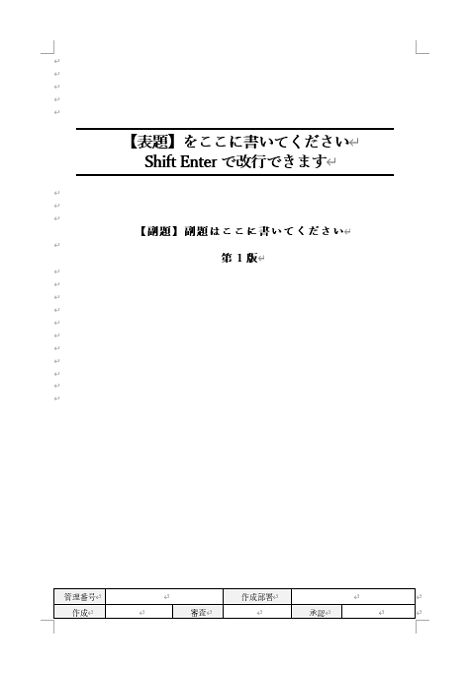 【表題】をここに書いてください
Shift Enter で改行できます
【副題】副題はここに書いてください
第 1 版
管理番号 作成部署
作成 審査 承認